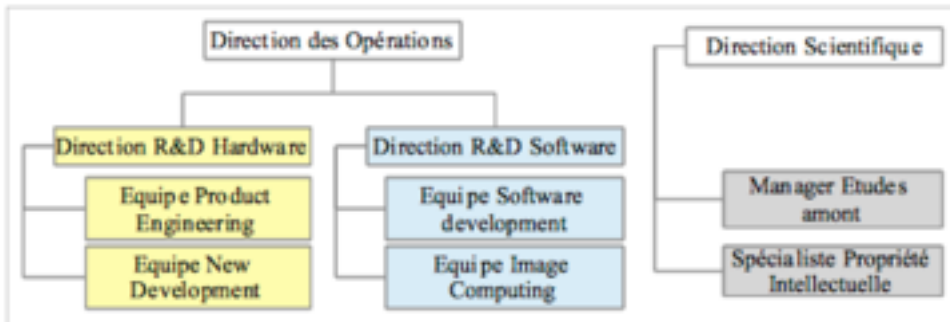 Direction des Opérations
Direction Scientifique
Direction R&D Hardware
Direction R&D Software
Equipe Product
Engineering
Equipe Software
development
Manager Etudes
amont
Equipe New
Development
Equipe Image
Computing
Spécialiste Propriété
Intellectuelle